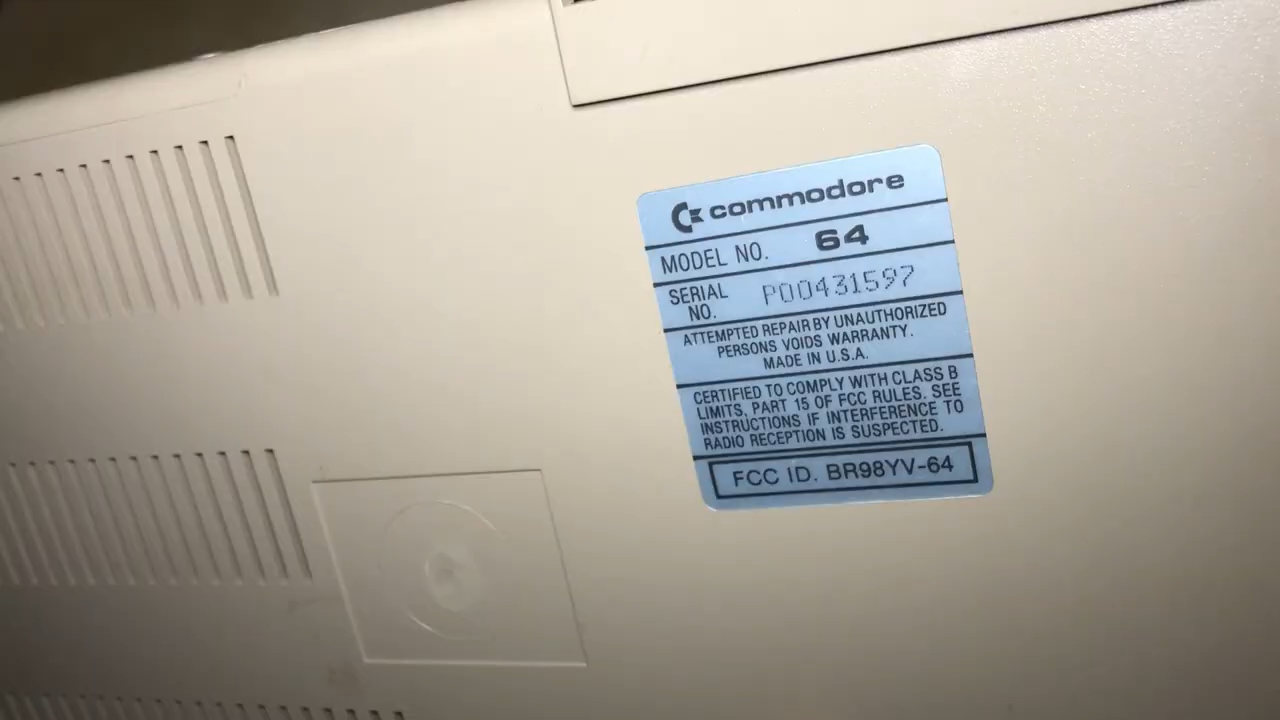 commodore
MODEL NO. 64
SERIAL NO. P00431597
ATTEMPTED REPAIR BY UNAUTHORIZED
PERSONS VOIDS WARRANTY.
MADE IN U.S.A.
CERTIFIED TO COMPLY WITH CLASS B
LIMITS, PART 15 OF FCC RULES. SEE
INSTRUCTIONS IF INTERFERENCE TO
RADIO RECEPTION IS SUSPECTED.
FCC ID. BR98YV-64